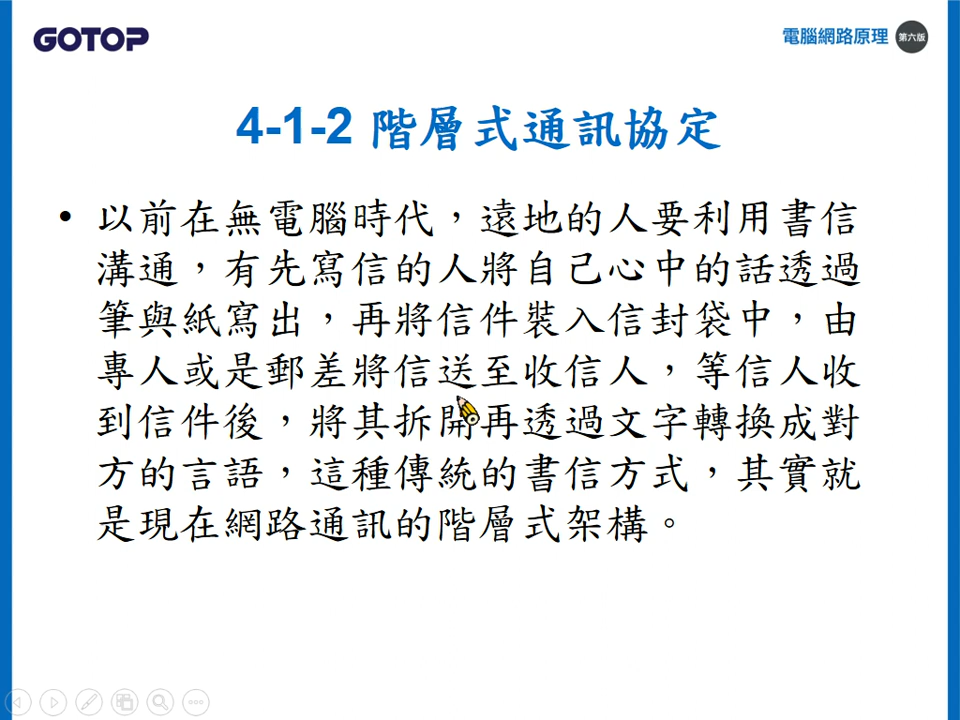 GOTOP
電腦網路原理 第六版
4-1-2 階層式通訊協定
• 以前在無電腦時代，遠地的人要利用書信
溝通，有先寫信的人將自己心中的話透過
筆與紙寫出，再將信件裝入信封袋中，由
專人或是郵差將信送至收信人，等信人收
到信件後，將其拆開再透過文字轉換成對
方的言語，這種傳統的書信方式，其實就
是現在網路通訊的階層式架構。